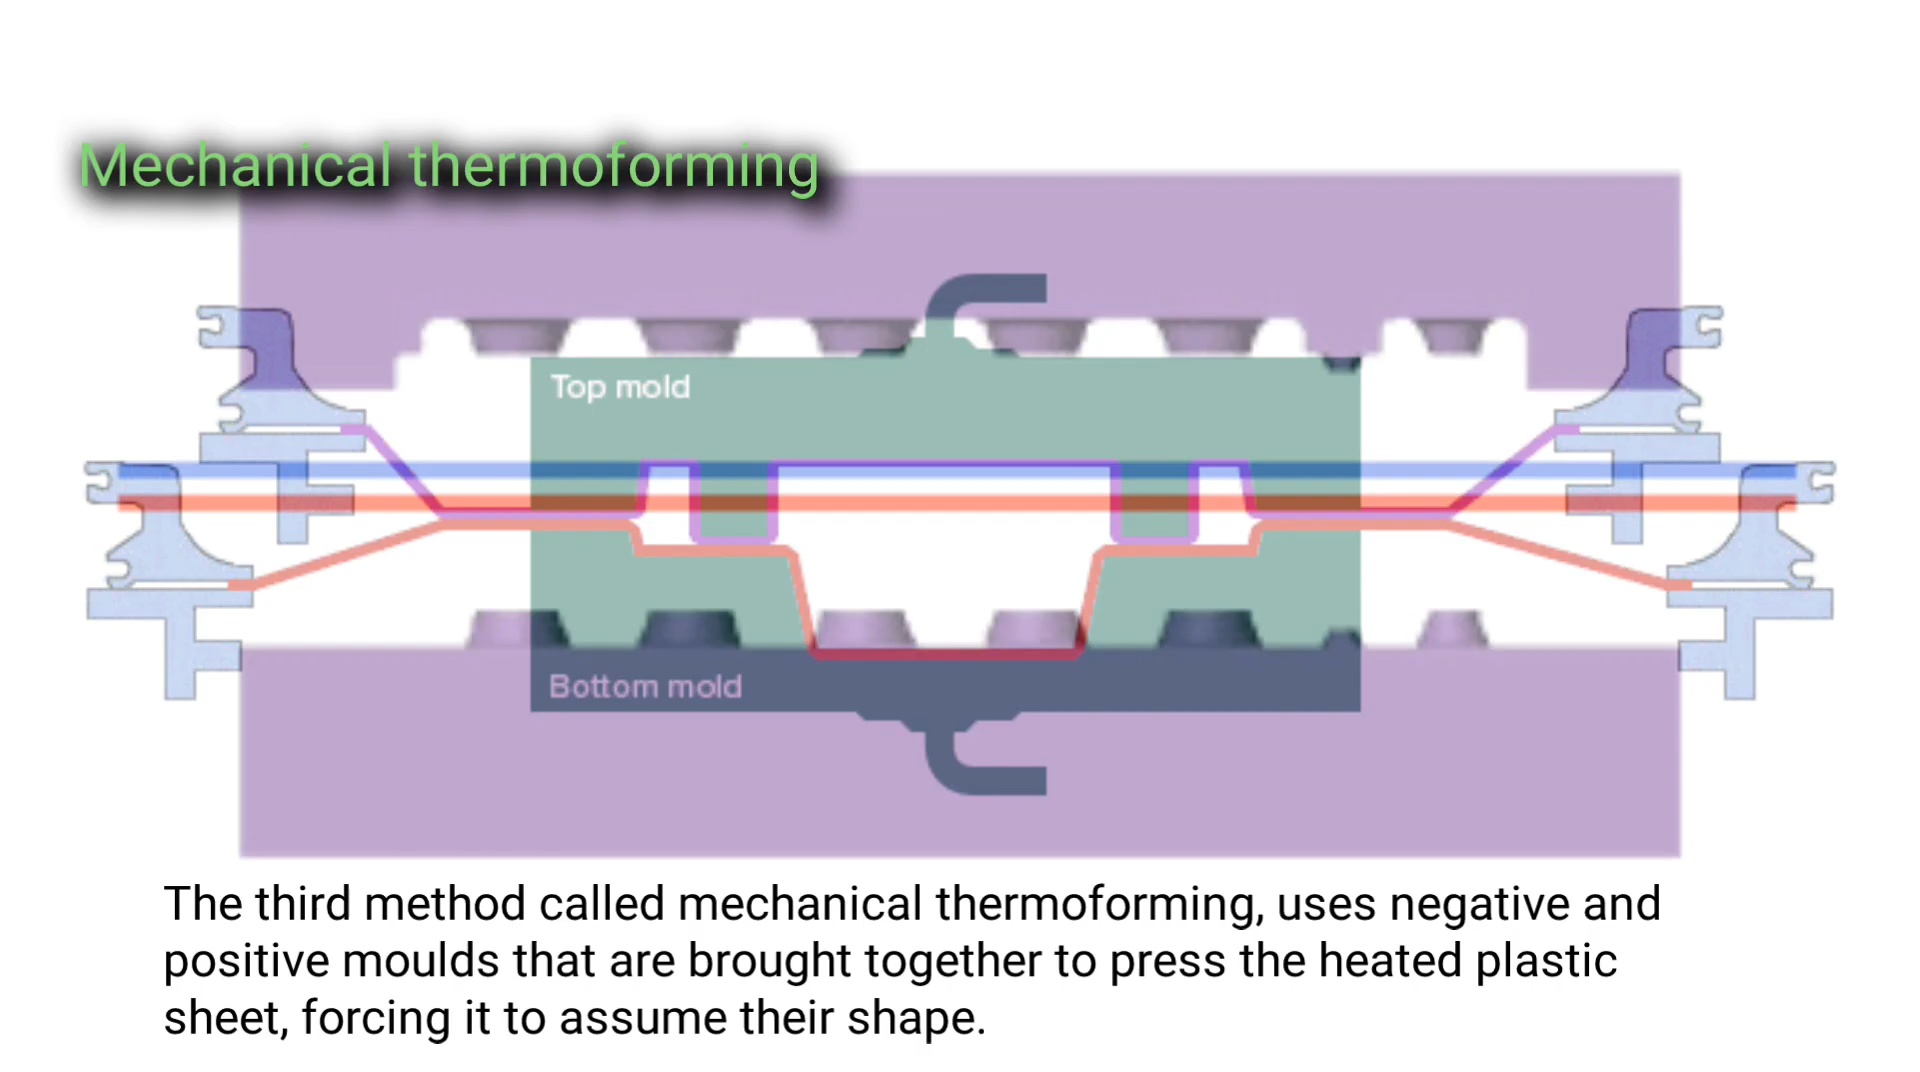 Mechanical thermoforming
Top mold
Bottom mold
The third method called mechanical thermoforming, uses negative and
positive moulds that are brought together to press the heated plastic
sheet, forcing it to assume their shape.